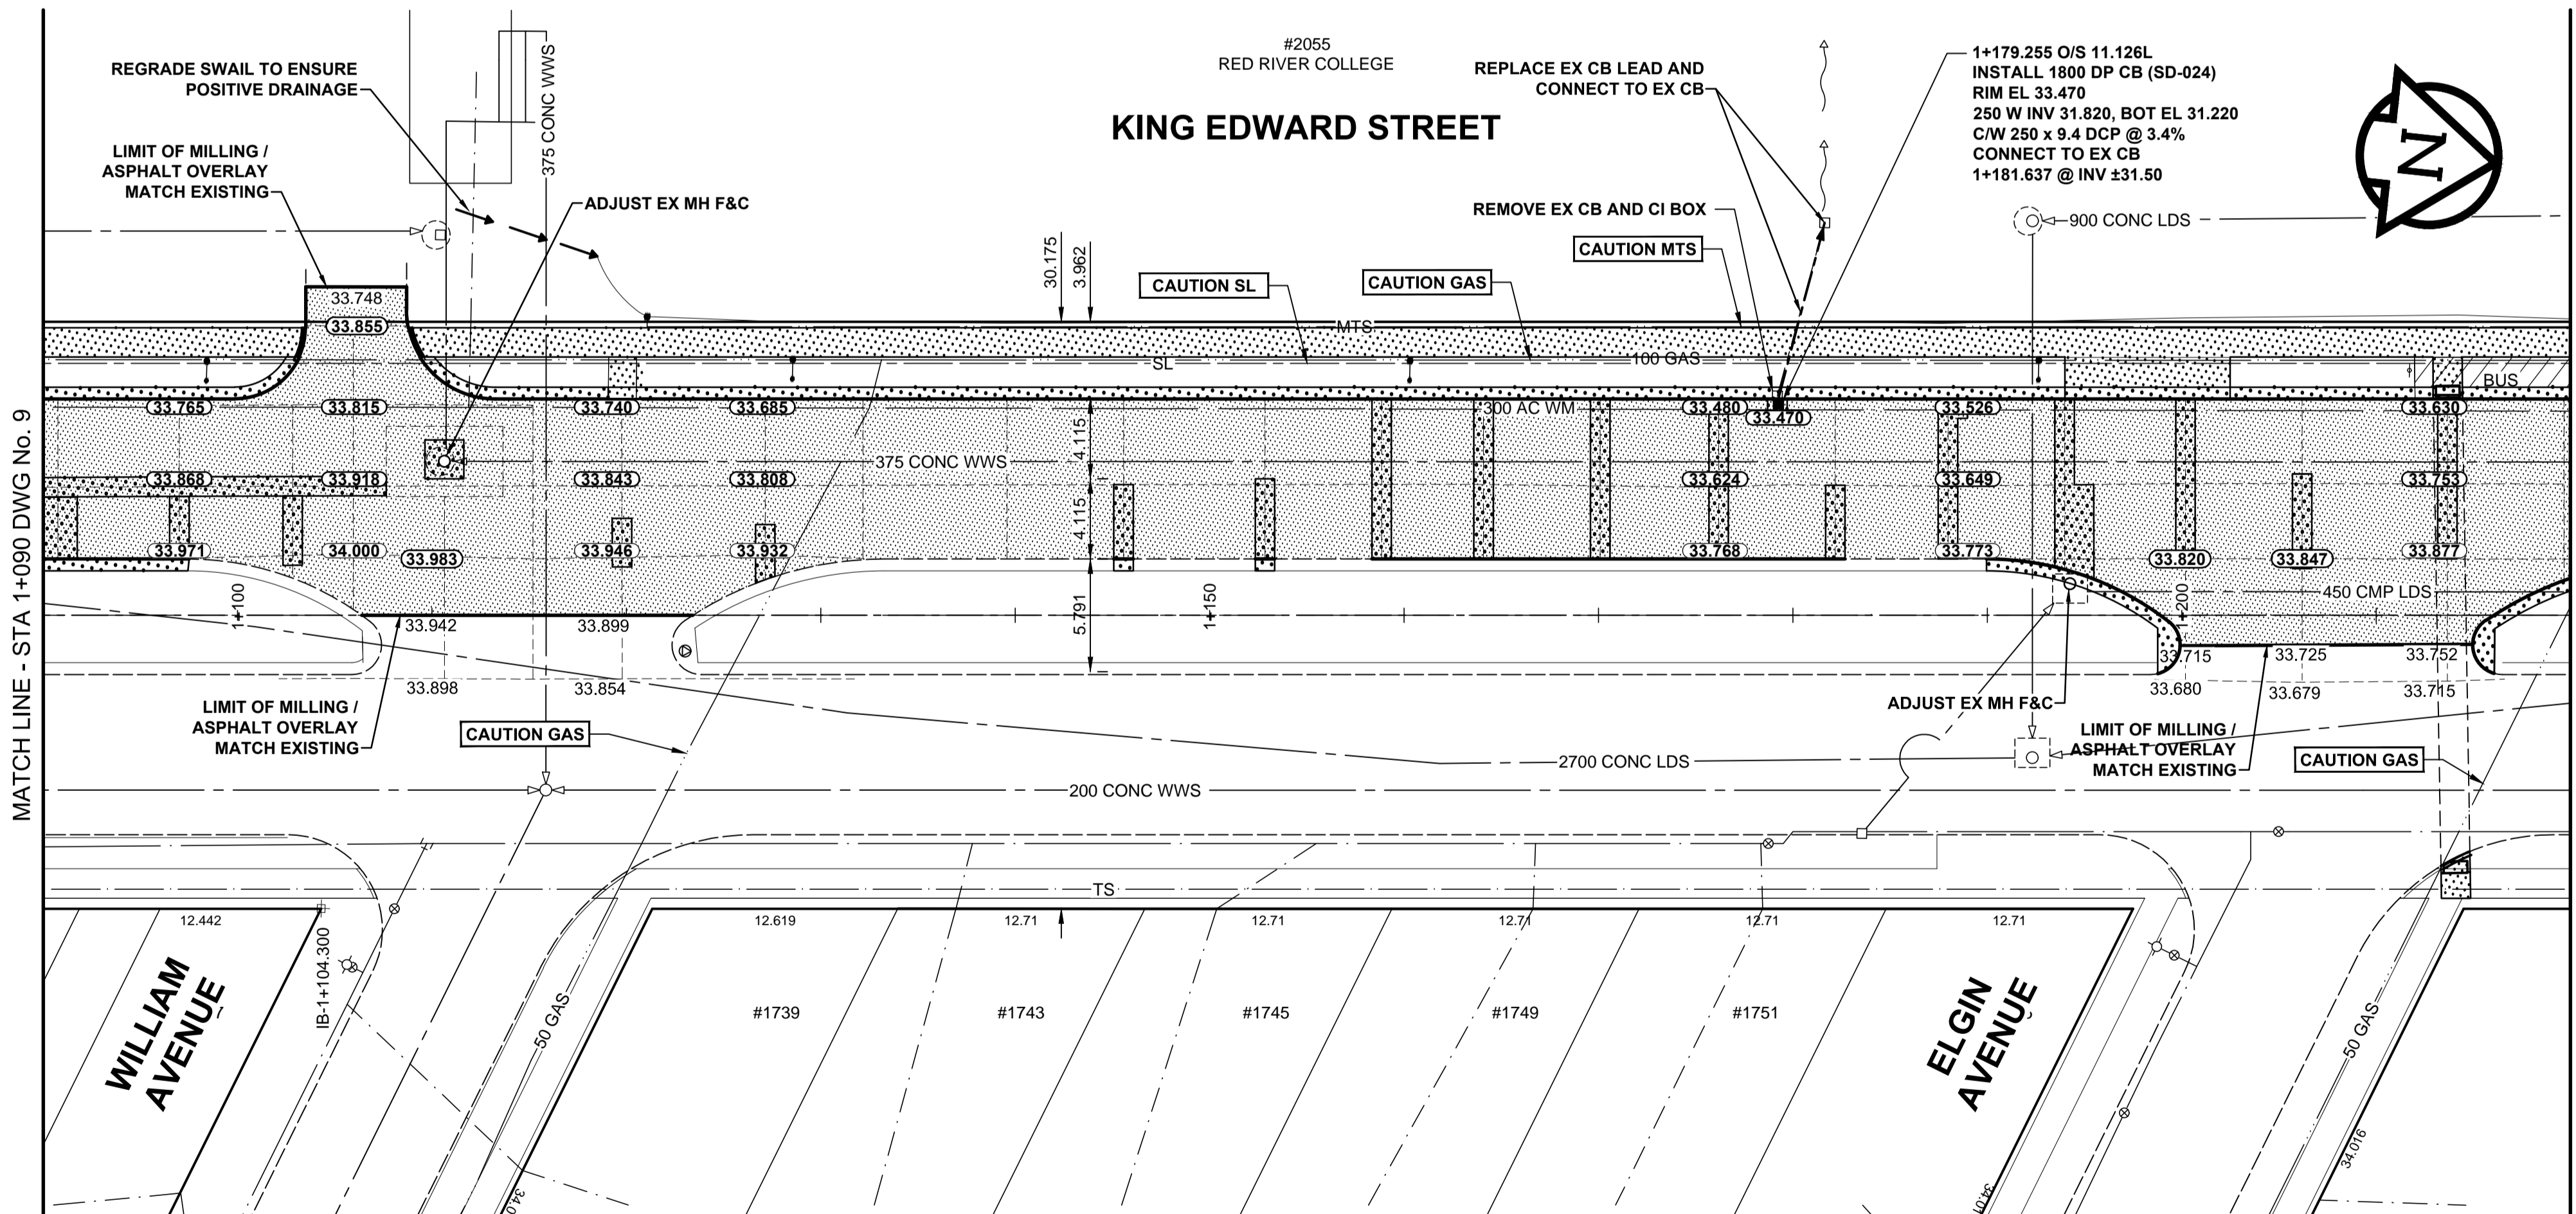 #2055
RED RIVER COLLEGE
KING EDWARD STREET
REGRADE SWAIL TO ENSURE
POSITIVE DRAINAGE
375 CONC WWS
LIMIT OF MILLING /
ASPHALT OVERLAY
MATCH EXISTING
ADJUST EX MH F&C
REPLACE EX CB LEAD AND
CONNECT TO EX CB
1+179.255 O/S 11.126L
INSTALL 1800 DP CB (SD-024)
RIM EL 33.470
250 W INV 31.820, BOT EL 31.220
C/W 250 x 9.4 DCP @ 3.4%
CONNECT TO EX CB
1+181.637 @ INV ±31.50
N
REMOVE EX CB AND CI BOX
CAUTION MTS
900 CONC LDS
30.175
3.962
CAUTION SL
CAUTION GAS
33.748
33.855
MTS
SL
100 GAS
BUS
33.765
33.815
33.740
33.685
300 AC WM
33.480
33.470
33.526
33.630
4.115
375 CONC WWS
33.868
33.918
33.843
33.808
33.624
33.649
33.753
4.115
33.971
34.000
33.983
33.946
33.932
33.768
33.773
33.820
33.847
33.877
MATCH LINE - STA 1+090 DWG No. 9
1+100
1+150
1+200
450 CMP LDS
5.791
33.942
33.899
33.715
33.725
33.752
33.898
33.854
33.680
33.679
33.715
LIMIT OF MILLING /
ASPHALT OVERLAY
MATCH EXISTING
CAUTION GAS
ADJUST EX MH F&C
LIMIT OF MILLING /
ASPHALT OVERLAY
MATCH EXISTING
CAUTION GAS
2700 CONC LDS
200 CONC WWS
TS
12.442
12.619
12.71
12.71
12.71
12.71
12.71
IB-1+104.300
WILLIAM
AVENUE
50 GAS
#1739
#1743
#1745
#1749
#1751
ELGIN
AVENUE
50 GAS
34.016